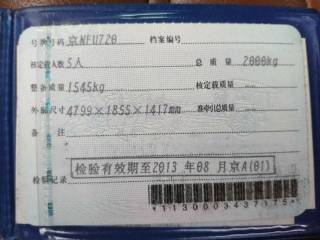 号牌号码 京NFU720 档案编号
核定载人数 5人 总质量 2000kg
整备质量 1545kg 核定载质量 --
外廓尺寸 4799×1855×1417mm 准牵引总质量 --
备注
检验有效期至2013年08月京A(01)
检验记录
*1130003437175*